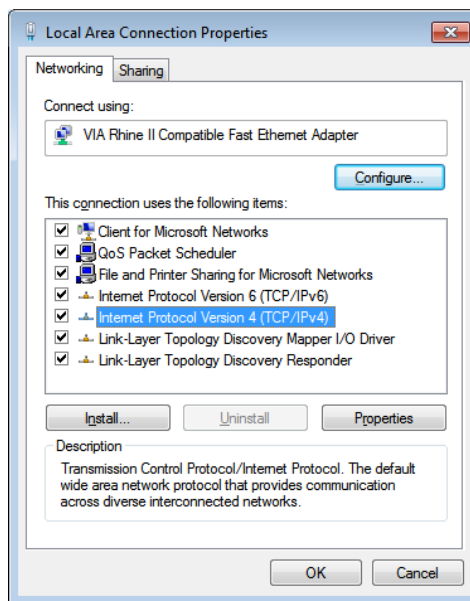 Local Area Connection Properties
Networking
Sharing
Connect using:
VIA Rhine II Compatible Fast Ethernet Adapter
Configure...
This connection uses the following items:
Client for Microsoft Networks
QoS Packet Scheduler
File and Printer Sharing for Microsoft Networks
Internet Protocol Version 6 (TCP/IPv6)
Internet Protocol Version 4 (TCP/IPv4)
Link-Layer Topology Discovery Mapper I/O Driver
Link-Layer Topology Discovery Responder
Install...
Uninstall
Properties
Description
Transmission Control Protocol/Internet Protocol. The default
wide area network protocol that provides communication
across diverse interconnected networks.
OK
Cancel